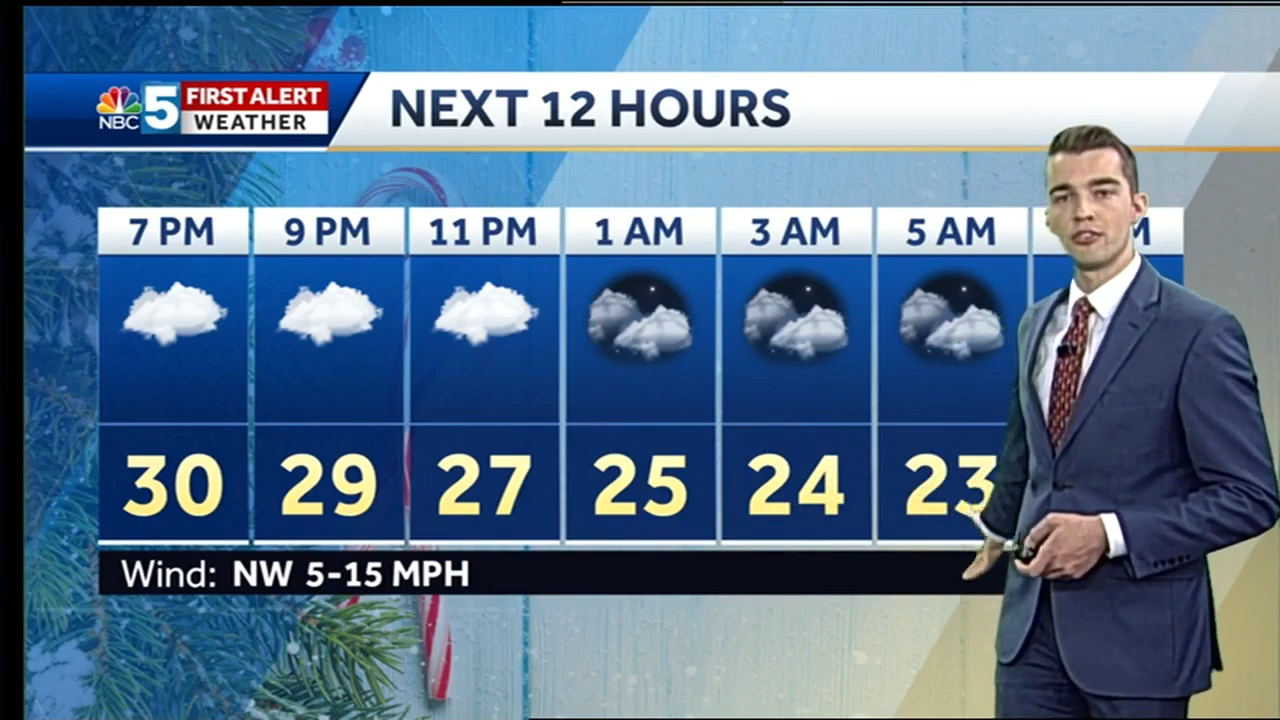 NBC 5 FIRST ALERT WEATHER
NEXT 12 HOURS
7 PM 9 PM 11 PM 1 AM 3 AM 5 AM
30 29 27 25 24 23
Wind: NW 5-15 MPH